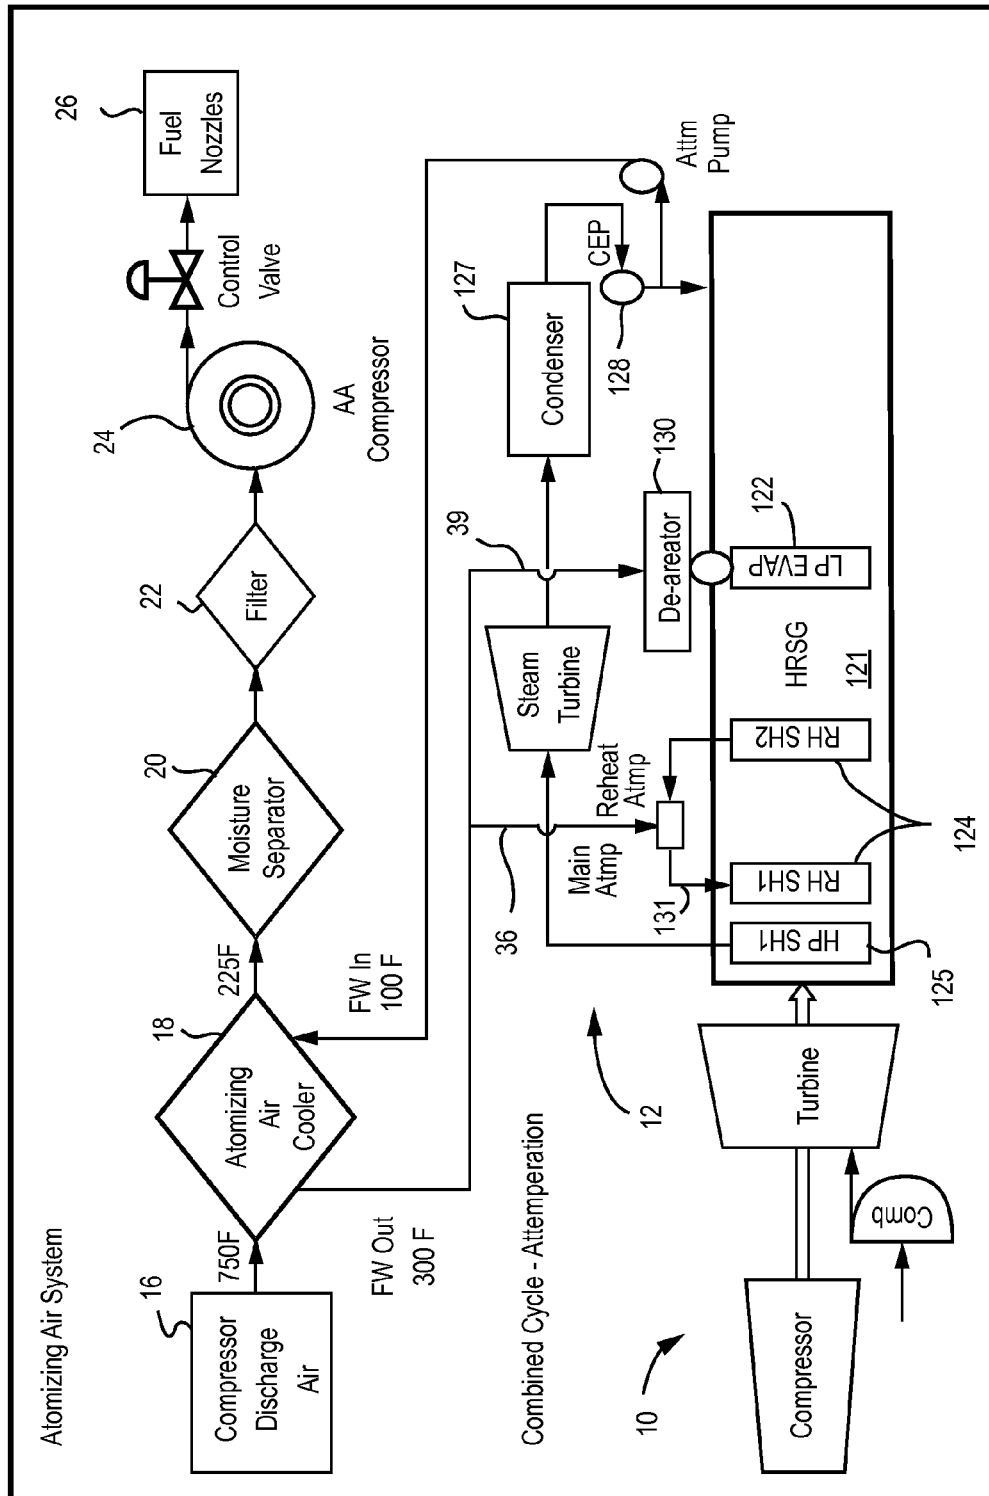 Atomizing Air System
16
Compressor
Discharge
Air
750F
18
Atomizing
Air
Cooler
225F
20
Moisture
Separator
22
Filter
24
AA
Compressor
Control
Valve
26
Fuel
Nozzles
FW Out
300 F
FW In
100 F
Combined Cycle - Attemperation
10
12
36
Main
Atmp
Reheat
Atmp
131
Steam
Turbine
39
De-areator
130
Condenser
127
CEP
128
Attm
Pump
Compressor
Comb
Turbine
HP SH1
125
RH SH1
RH SH2
124
HRSG
121
LP EVAP
122